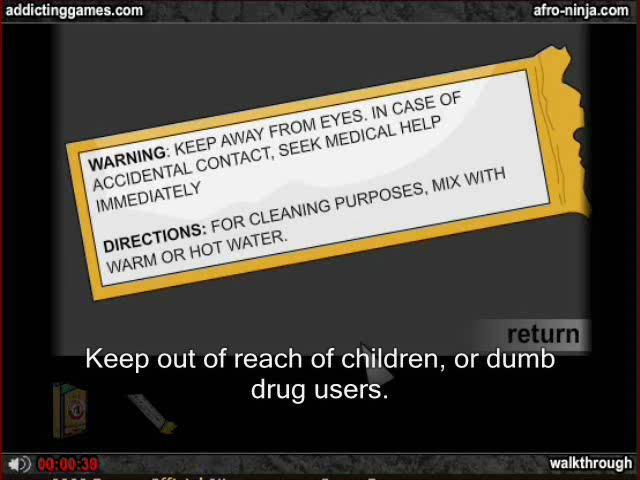 addictinggames.com
afro-ninja.com
WARNING: KEEP AWAY FROM EYES. IN CASE OF
ACCIDENTAL CONTACT, SEEK MEDICAL HELP
IMMEDIATELY
DIRECTIONS: FOR CLEANING PURPOSES, MIX WITH
WARM OR HOT WATER.
return
Keep out of reach of children, or dumb
drug users.
00:00:39
walkthrough